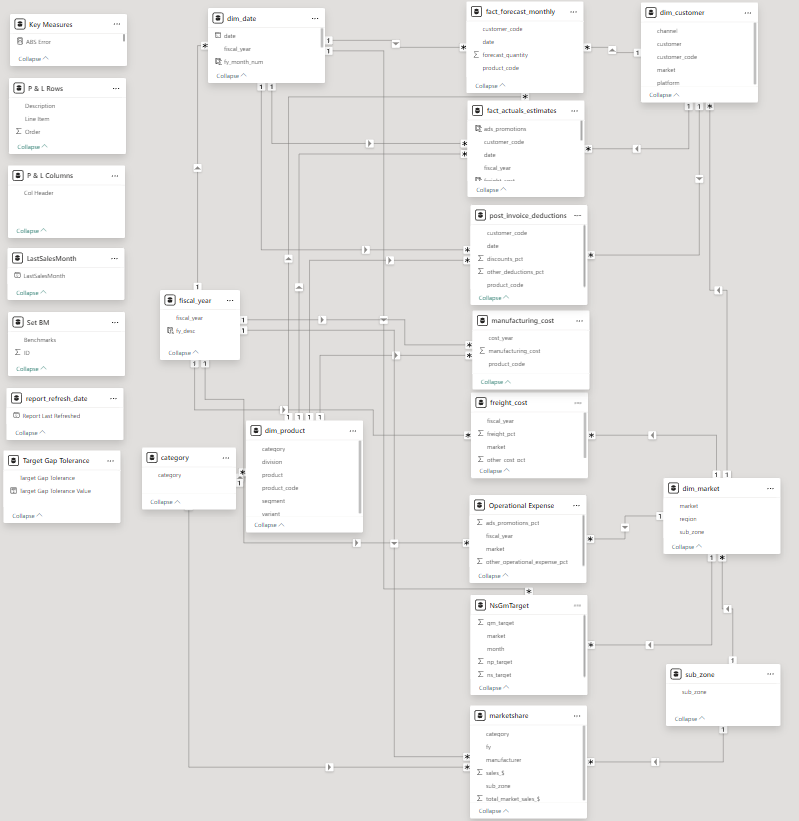 Key Measures
ABS Error
Collapse
P & L Rows
Description
Line Item
Order
Collapse
P & L Columns
Col Header
Collapse
LastSalesMonth
LastSalesMonth
Collapse
Set BM
Benchmarks
ID
Collapse
report_refresh_date
Report Last Refreshed
Collapse
Target Gap Tolerance
Target Gap Tolerance
Target Gap Tolerance Value
Collapse
dim_date
date
fiscal_year
fy_month_num
Collapse
fiscal_year
fiscal_year
fy_desc
Collapse
category
category
Collapse
dim_product
category
division
product
product_code
segment
variant
Collapse
fact_forecast_monthly
customer_code
date
forecast_quantity
product_code
Collapse
fact_actuals_estimates
ads_promotions
customer_code
date
fiscal_year
freight_cost
Collapse
post_invoice_deductions
customer_code
date
discounts_pct
other_deductions_pct
product_code
Collapse
manufacturing_cost
cost_year
manufacturing_cost
product_code
Collapse
freight_cost
fiscal_year
freight_pct
market
other_cost_pct
Collapse
Operational Expense
ads_promotions_pct
fiscal_year
market
other_operational_expense_pct
Collapse
NsGmTarget
gm_target
market
month
np_target
ns_target
Collapse
marketshare
category
fy
manufacturer
sales_$
sub_zone
total_market_sales_$
Collapse
dim_customer
channel
customer
customer_code
market
platform
Collapse
dim_market
market
region
sub_zone
Collapse
sub_zone
sub_zone
Collapse